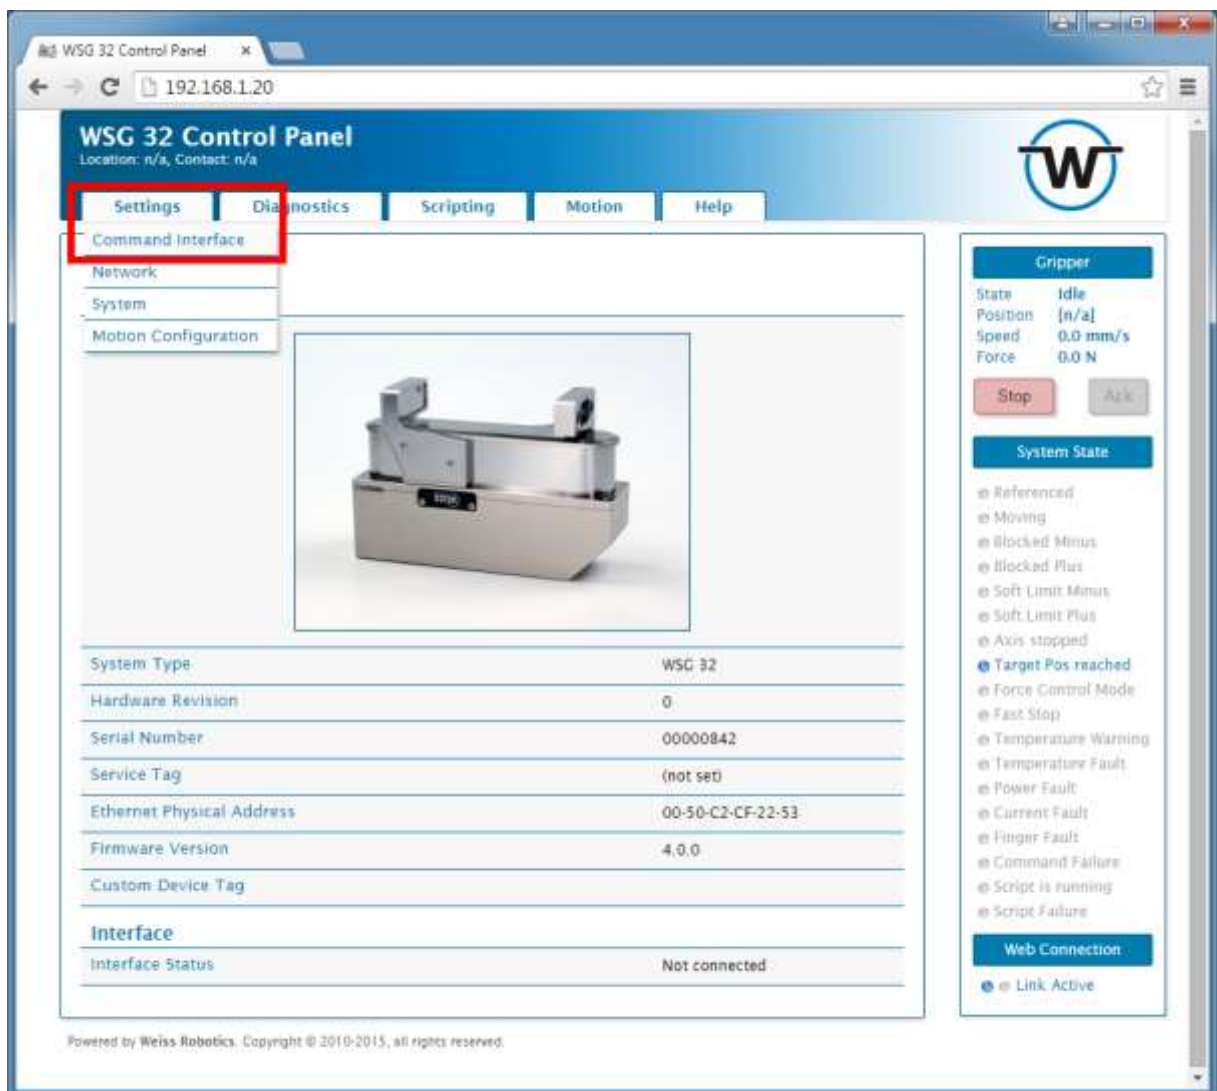 WSG 32 Control Panel
192.168.1.20
WSG 32 Control Panel
Location: n/a, Contact: n/a
Settings Diagnostics Scripting Motion Help
Command Interface
Network
System
Motion Configuration
System Type WSG 32
Hardware Revision 0
Serial Number 00000842
Service Tag (not set)
Ethernet Physical Address 00-50-C2-CF-22-53
Firmware Version 4.0.0
Custom Device Tag
Interface
Interface Status Not connected
W
Gripper
State Idle
Position [n/a]
Speed 0.0 mm/s
Force 0.0 N
Stop Ack
System State
Referenced
Moving
Blocked Minus
Blocked Plus
Soft Limit Minus
Soft Limit Plus
Axis stopped
Target Pos reached
Force Control Mode
Fast Stop
Temperature Warning
Temperature Fault
Power Fault
Current Fault
Finger Fault
Command Failure
Script is running
Script Failure
Web Connection
Link Active
Powered by Weiss Robotics. Copyright © 2010-2015, all rights reserved.